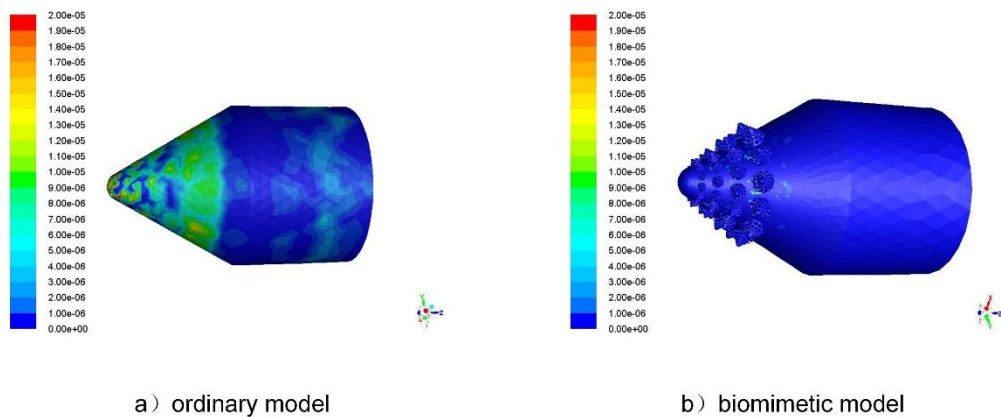 2.00e-05
1.90e-05
1.80e-05
1.70e-05
1.60e-05
1.50e-05
1.40e-05
1.30e-05
1.20e-05
1.10e-05
1.00e-05
9.00e-06
8.00e-06
7.00e-06
6.00e-06
5.00e-06
4.00e-06
3.00e-06
2.00e-06
1.00e-06
0.00e+00
Y
X
Z
a）ordinary model
2.00e-05
1.90e-05
1.80e-05
1.70e-05
1.60e-05
1.50e-05
1.40e-05
1.30e-05
1.20e-05
1.10e-05
1.00e-05
9.00e-06
8.00e-06
7.00e-06
6.00e-06
5.00e-06
4.00e-06
3.00e-06
2.00e-06
1.00e-06
0.00e+00
X
Z
Y
b）biomimetic model